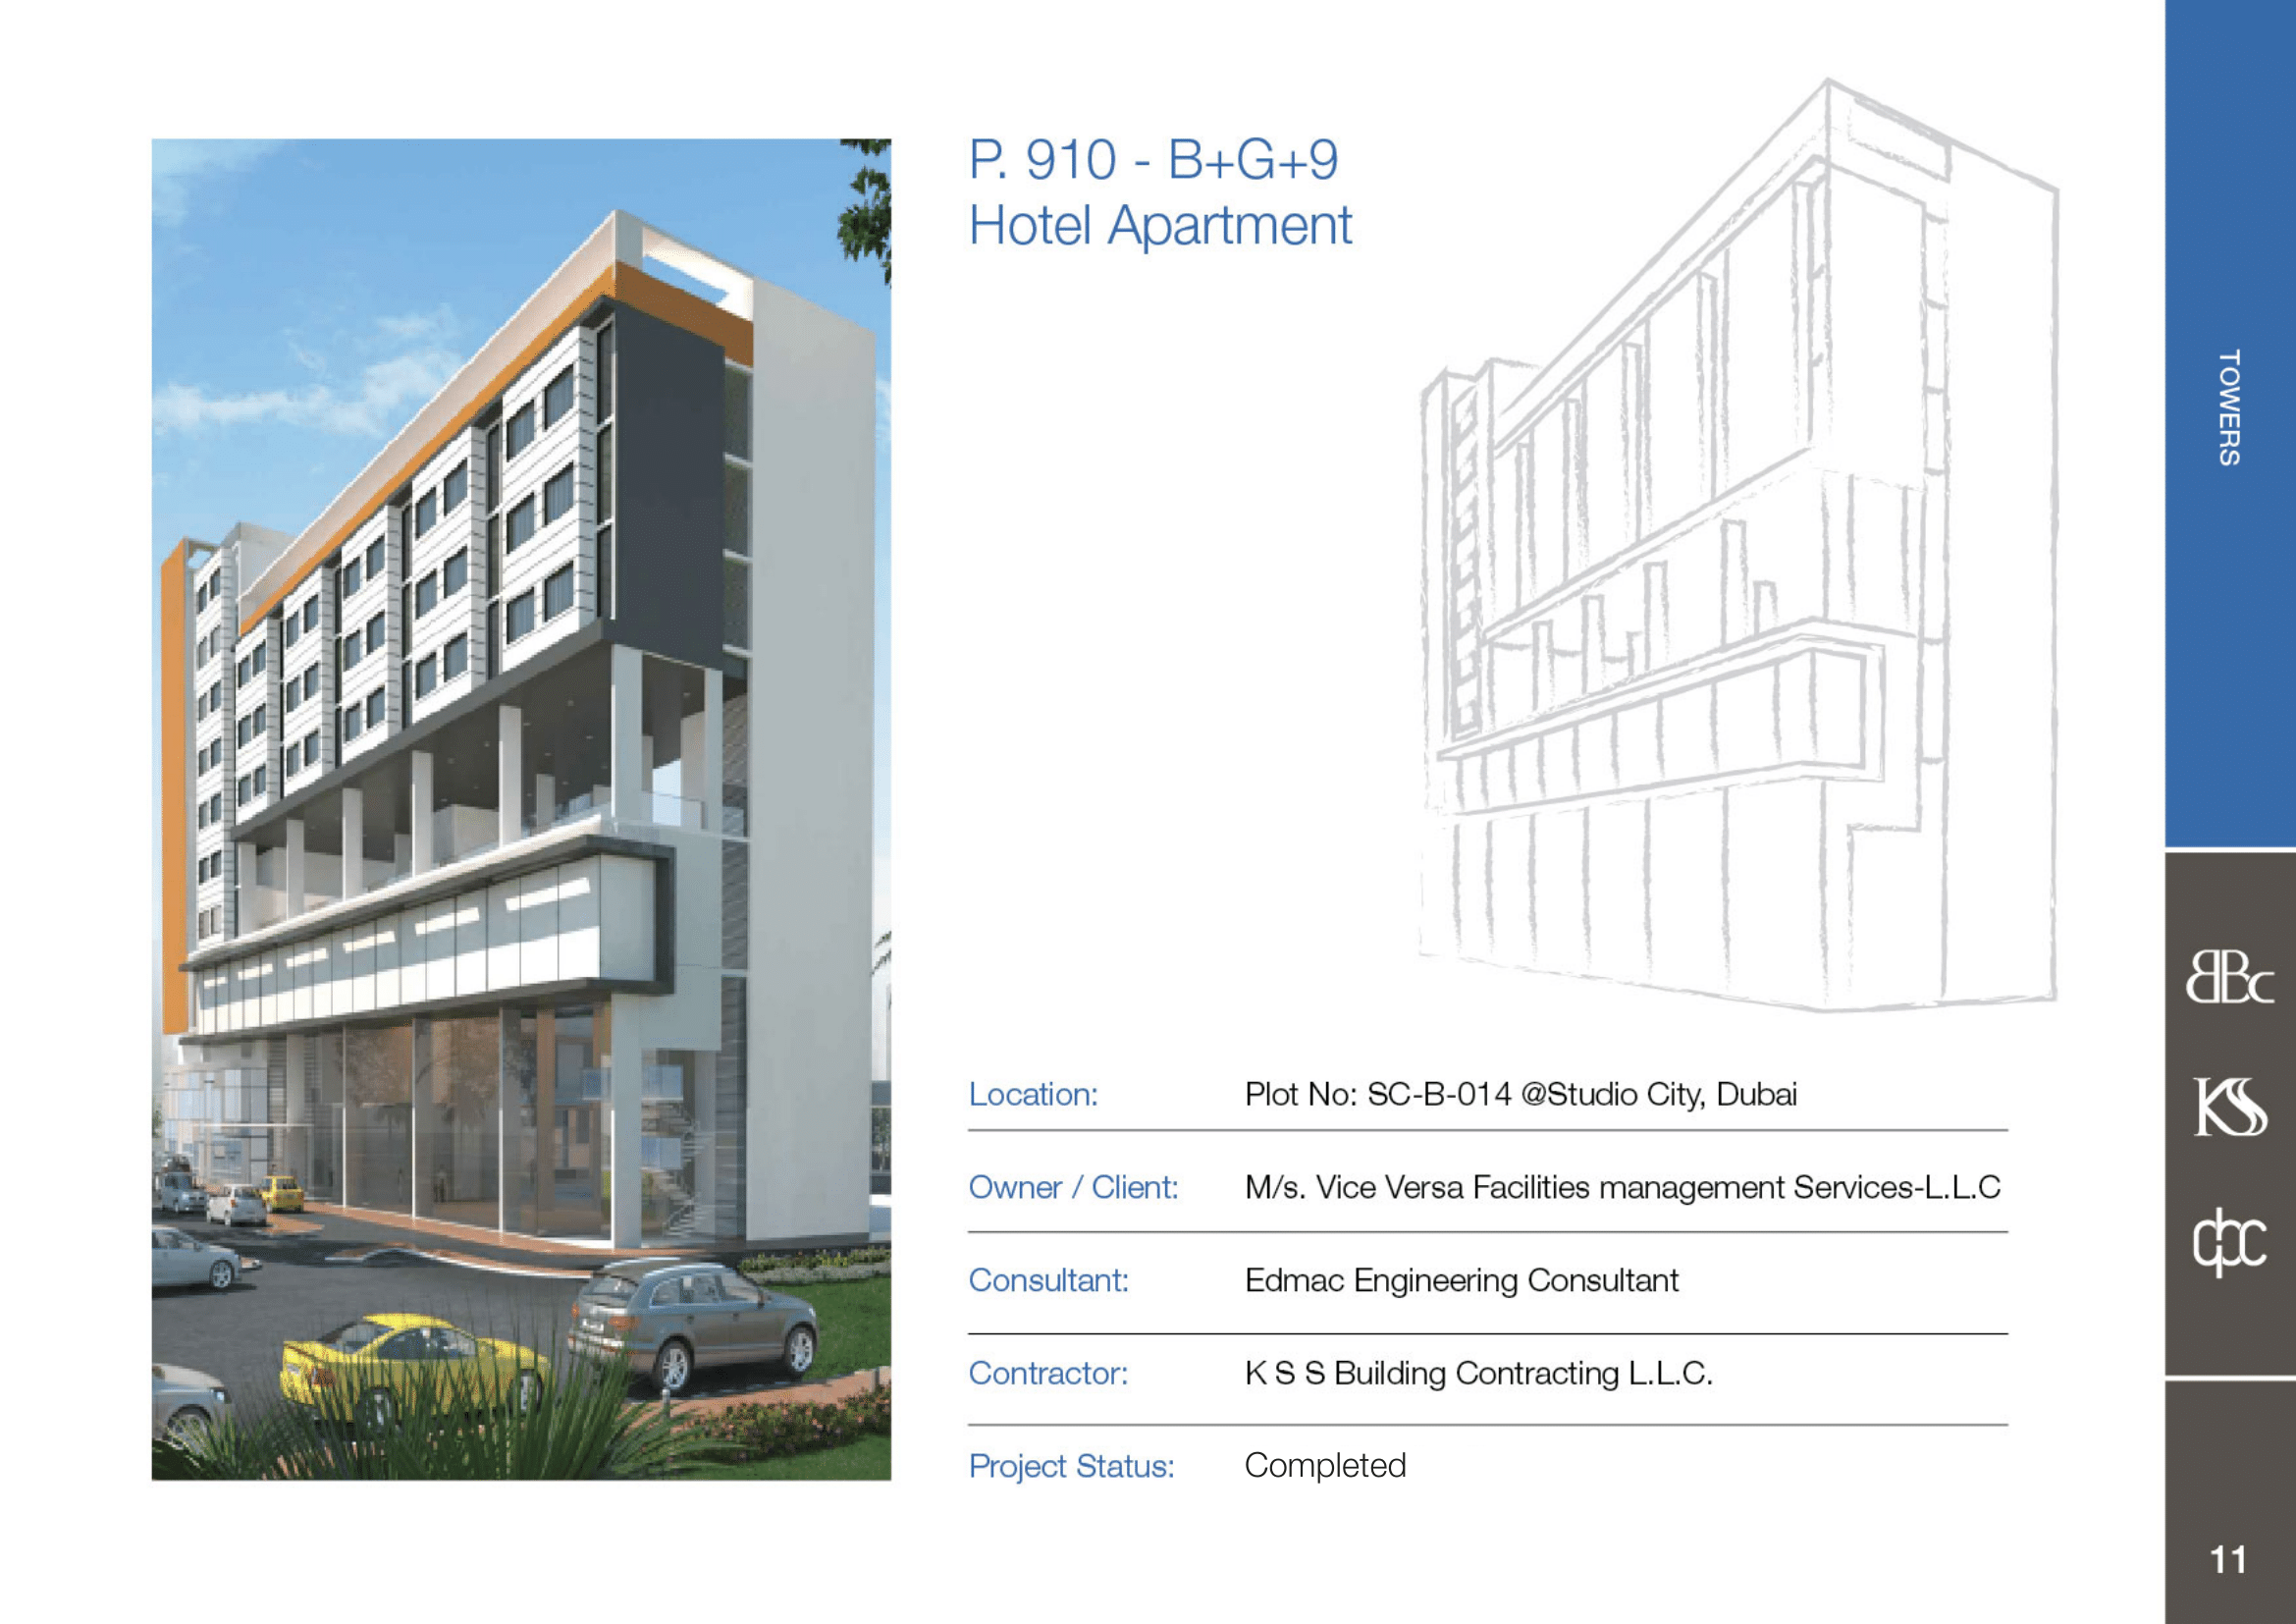 P. 910 - B+G+9
Hotel Apartment
Location: Plot No: SC-B-014 @Studio City, Dubai
Owner / Client: M/s. Vice Versa Facilities management Services-L.L.C
Consultant: Edmac Engineering Consultant
Contractor: K S S Building Contracting L.L.C.
Project Status: Completed
TOWERS
BBC
KS
cbc
11